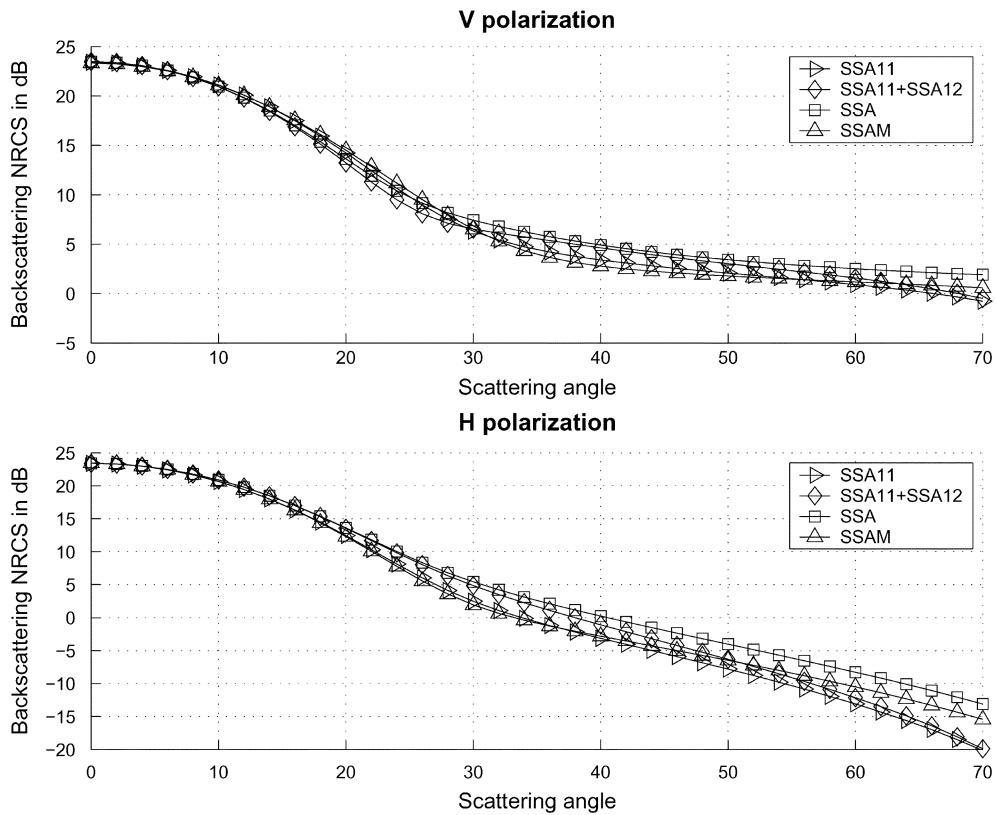 V polarization
Backscattering NRCS in dB
25
20
15
10
5
0
−5
SSA11
SSA11+SSA12
SSA
SSAM
0 10 20 30 40 50 60 70
Scattering angle
H polarization
Backscattering NRCS in dB
25
20
15
10
5
0
−5
−10
−15
−20
SSA11
SSA11+SSA12
SSA
SSAM
0 10 20 30 40 50 60 70
Scattering angle